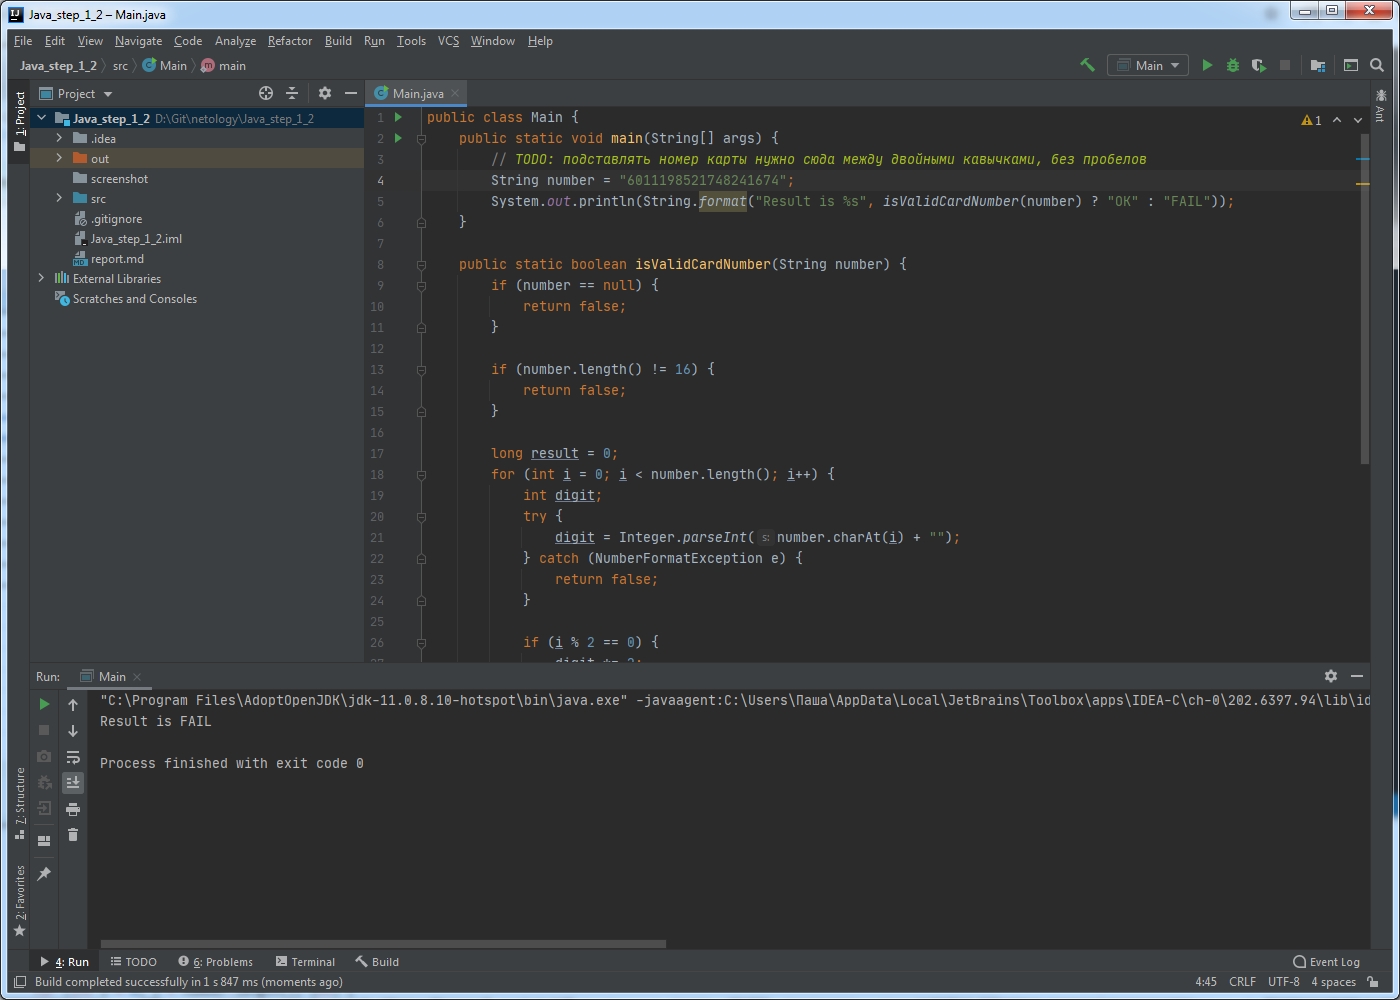 Java_step_1_2 – Main.java
File Edit View Navigate Code Analyze Refactor Build Run Tools VCS Window Help
Java_step_1_2 src Main main
Main
1: Project
Project
Main.java
Ant
Java_step_1_2 D:\Git\netology\Java_step_1_2
.idea
out
screenshot
src
.gitignore
Java_step_1_2.iml
report.md
External Libraries
Scratches and Consoles
1
1 public class Main {
2 public static void main(String[] args) {
3 // TODO: подставлять номер карты нужно сюда между двойными кавычками, без пробелов
4 String number = "60111985217482416​74";
5 System.out.println(String.format("Result is %s", isValidCardNumber(number) ? "OK" : "FAIL"));
6 }
7
8 public static boolean isValidCardNumber(String number) {
9 if (number == null) {
10 return false;
11 }
12
13 if (number.length() != 16) {
14 return false;
15 }
16
17 long result = 0;
18 for (int i = 0; i < number.length(); i++) {
19 int digit;
20 try {
21 digit = Integer.parseInt( s: number.charAt(i) + "");
22 } catch (NumberFormatException e) {
23 return false;
24 }
25
26 if (i % 2 == 0) {
Run: Main
"C:\Program Files\AdoptOpenJDK\jdk-11.0.8.10-hotspot\bin\java.exe" -javaagent:C:\Users\Паша\AppData\Local\JetBrains\Toolbox\apps\IDEA-C\ch-0\202.6397.94\lib\id
Result is FAIL
Process finished with exit code 0
7: Structure
2: Favorites
4: Run TODO 6: Problems Terminal Build Event Log
Build completed successfully in 1 s 847 ms (moments ago) 4:45 CRLF UTF-8 4 spaces